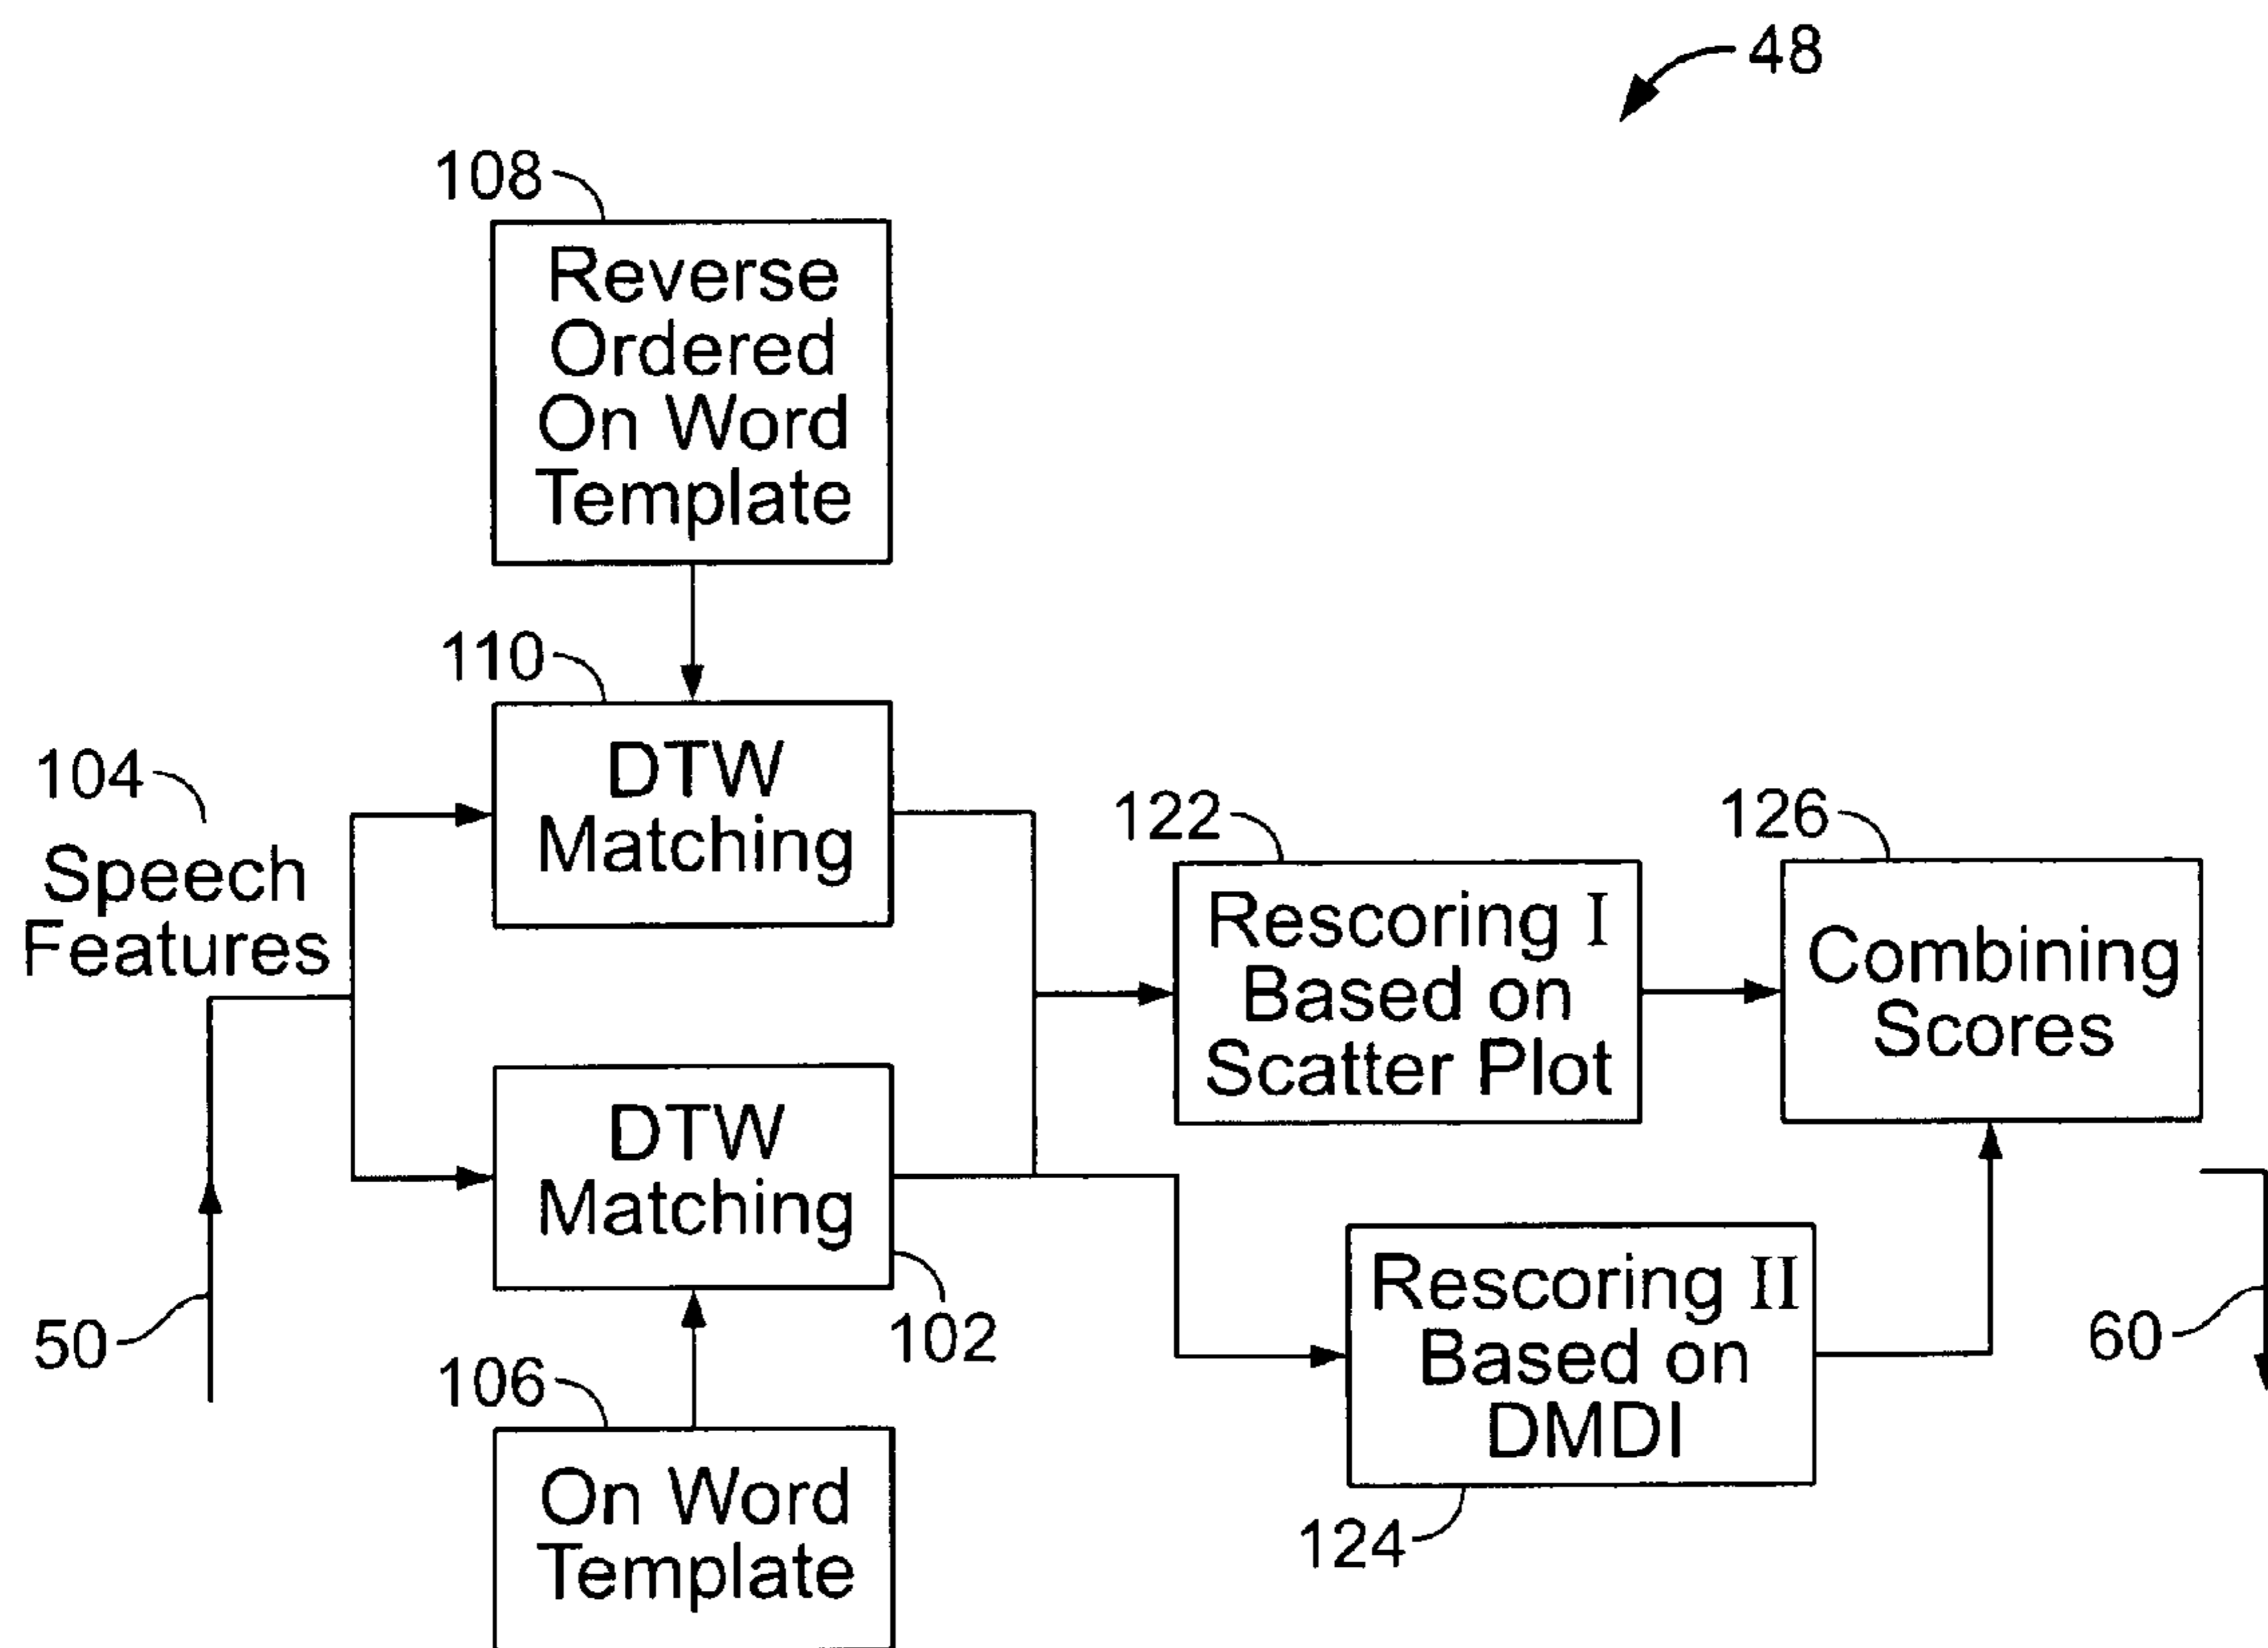 48
108
Reverse
Ordered
On Word
Template
110
DTW
Matching
104
Speech
Features
122
Rescoring I
Based on
Scatter Plot
126
Combining
Scores
DTW
Matching
102
50
106
On Word
Template
Rescoring II
Based on
DMDI
124
60